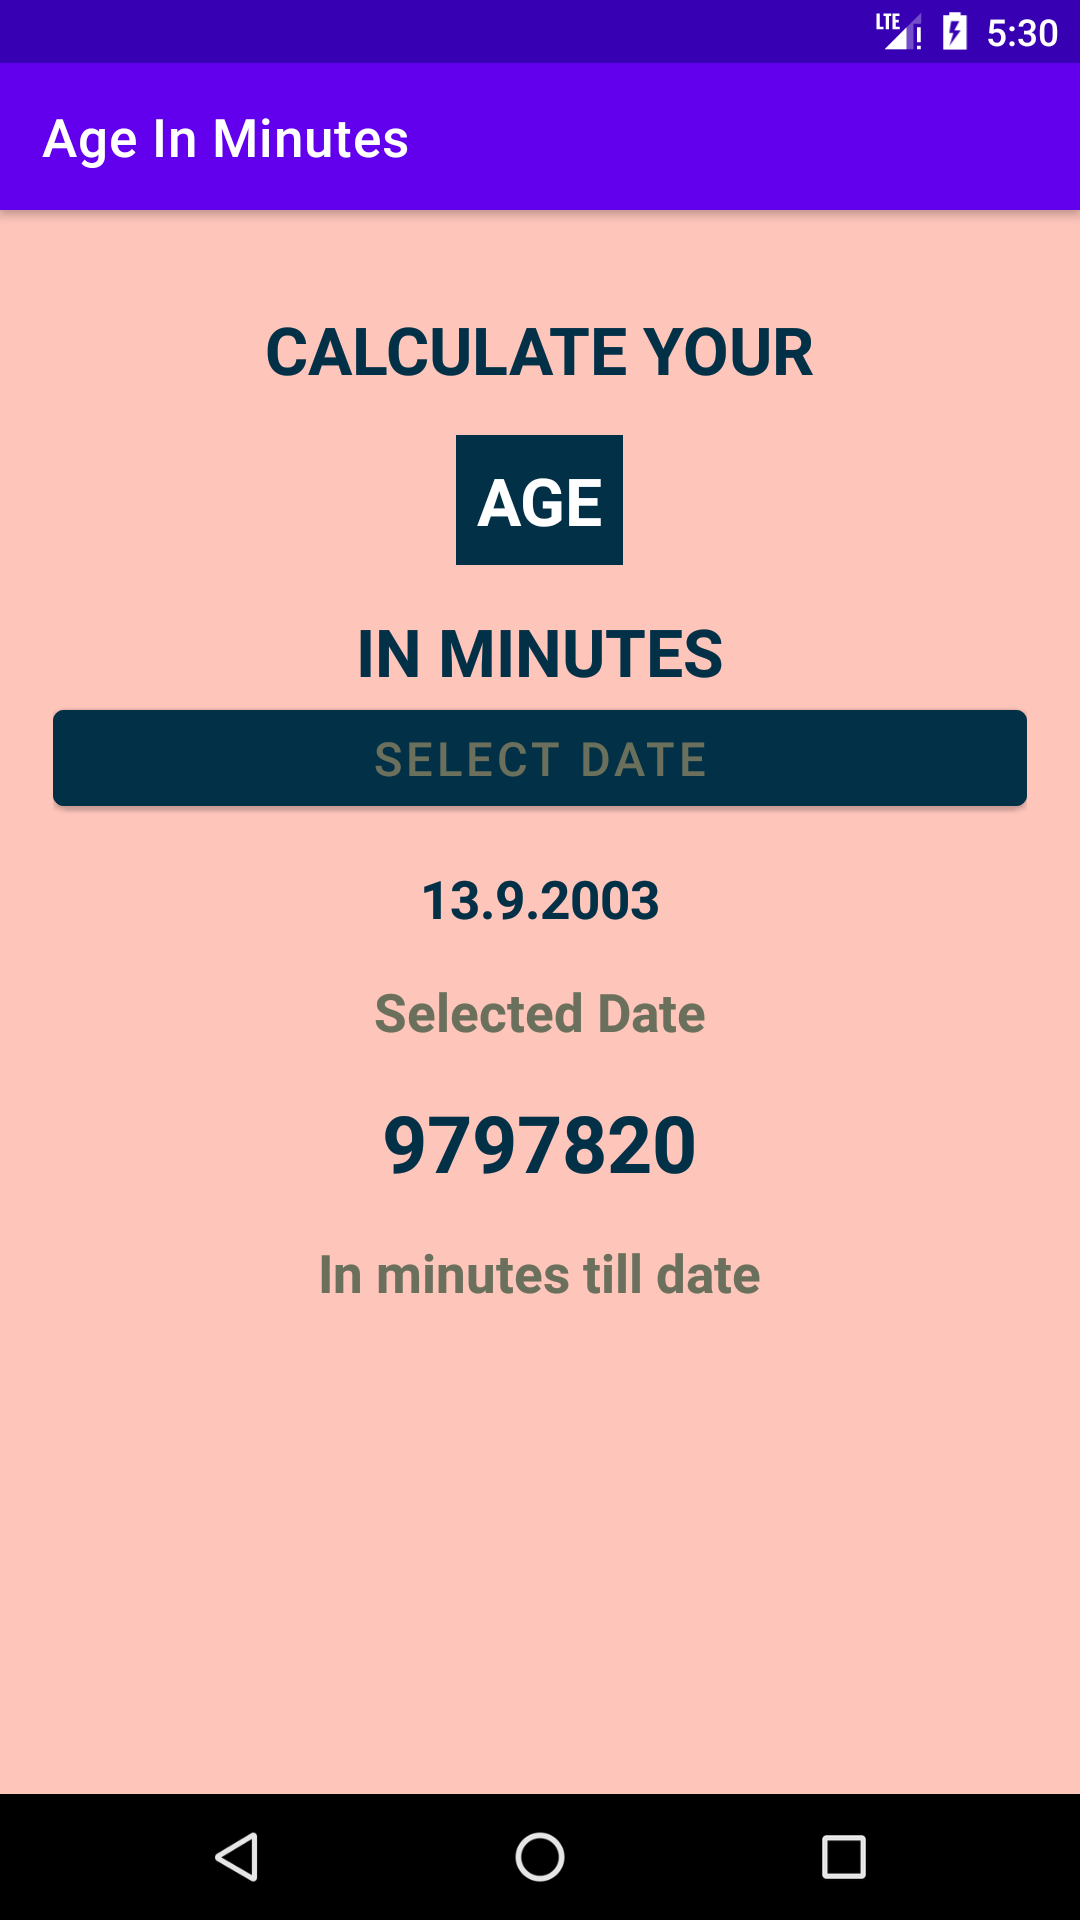 LTE 5:30
Age In Minutes
CALCULATE YOUR
AGE
IN MINUTES
SELECT DATE
13.9.2003
Selected Date
9797820
In minutes till date